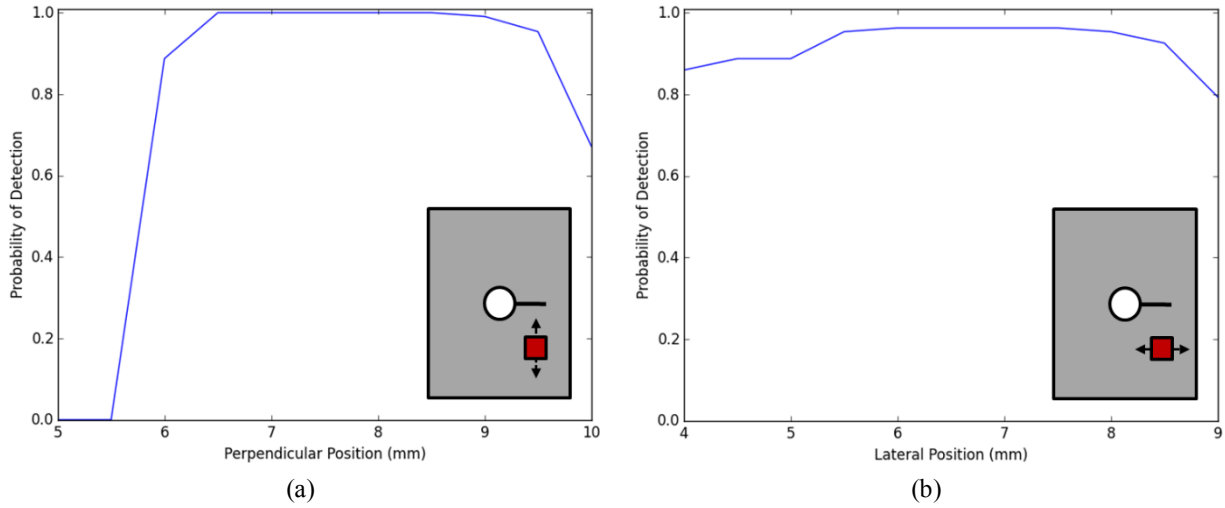 1.0
0.8
0.6
0.4
0.2
0.0
Probability of Detection
5 6 7 8 9 10
Perpendicular Position (mm)
(a)
1.0
0.8
0.6
0.4
0.2
0.0
Probability of Detection
4 5 6 7 8 9
Lateral Position (mm)
(b)